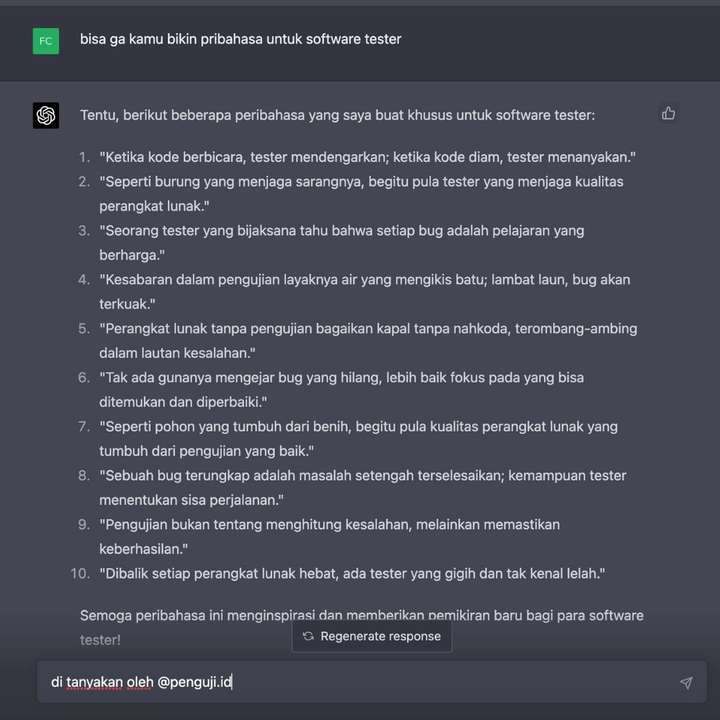 FC
bisa ga kamu bikin pribahasa untuk software tester
Tentu, berikut beberapa peribahasa yang saya buat khusus untuk software tester:
1. "Ketika kode berbicara, tester mendengarkan; ketika kode diam, tester menanyakan."
2. "Seperti burung yang menjaga sarangnya, begitu pula tester yang menjaga kualitas
perangkat lunak."
3. "Seorang tester yang bijaksana tahu bahwa setiap bug adalah pelajaran yang
berharga."
4. "Kesabaran dalam pengujian layaknya air yang mengikis batu; lambat laun, bug akan
terkuak."
5. "Perangkat lunak tanpa pengujian bagaikan kapal tanpa nahkoda, terombang-ambing
dalam lautan kesalahan."
6. "Tak ada gunanya mengejar bug yang hilang, lebih baik fokus pada yang bisa
ditemukan dan diperbaiki."
7. "Seperti pohon yang tumbuh dari benih, begitu pula kualitas perangkat lunak yang
tumbuh dari pengujian yang baik."
8. "Sebuah bug terungkap adalah masalah setengah terselesaikan; kemampuan tester
menentukan sisa perjalanan."
9. "Pengujian bukan tentang menghitung kesalahan, melainkan memastikan
keberhasilan."
10. "Dibalik setiap perangkat lunak hebat, ada tester yang gigih dan tak kenal lelah."
Semoga peribahasa ini menginspirasi dan memberikan pemikiran baru bagi para software
tester!
Regenerate response
di tanyakan oleh @penguji.id